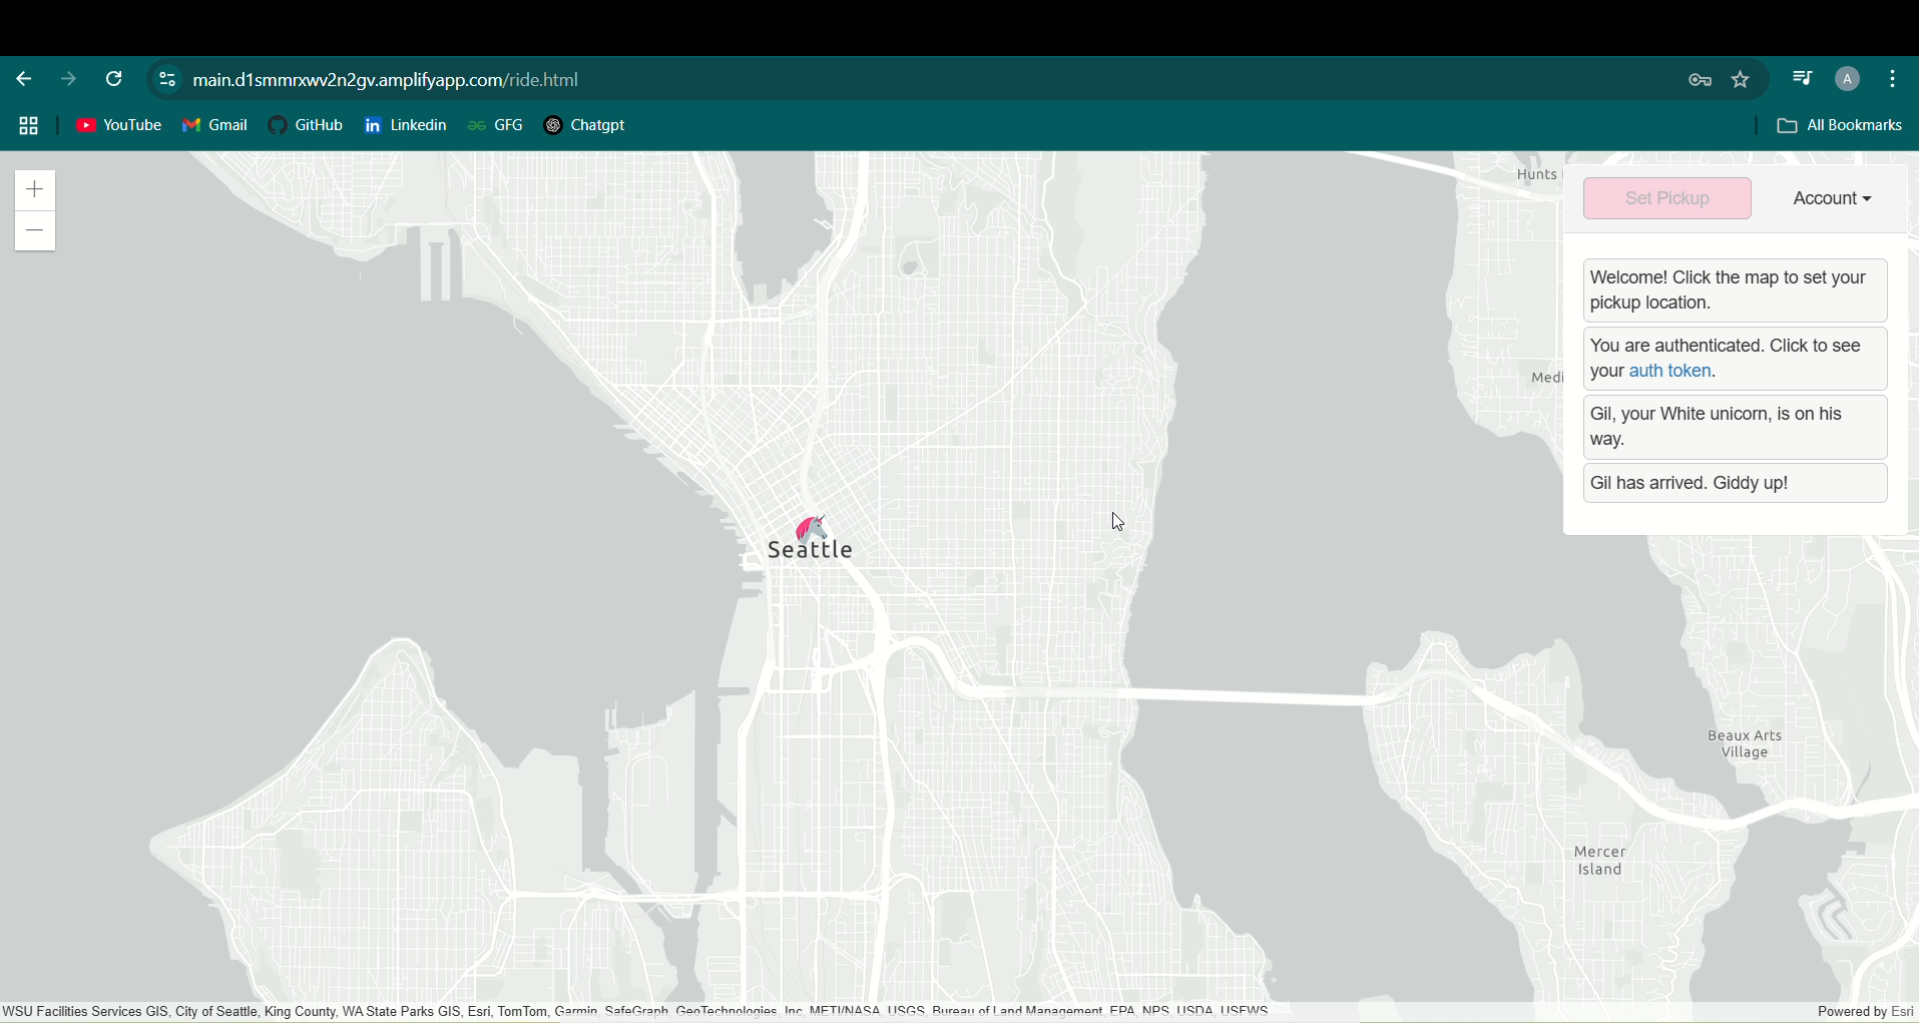 main.d1smmrxwv2n2gv.amplifyapp.com/ride.html
A
YouTube Gmail GitHub Linkedin GFG Chatgpt All Bookmarks
Hunts
Set Pickup Account
Welcome! Click the map to set your
pickup location.
You are authenticated. Click to see
your auth token.
Medi
Gil, your White unicorn, is on his
way.
Gil has arrived. Giddy up!
Seattle
Beaux Arts
Village
Mercer
Island
WSU Facilities Services GIS, City of Seattle, King County, WA State Parks GIS, Esri, TomTom, Garmin, SafeGraph, GeoTechnologies, Inc, METI/NASA, USGS, Bureau of Land Management, EPA, NPS, USDA, USFWS Powered by Esri